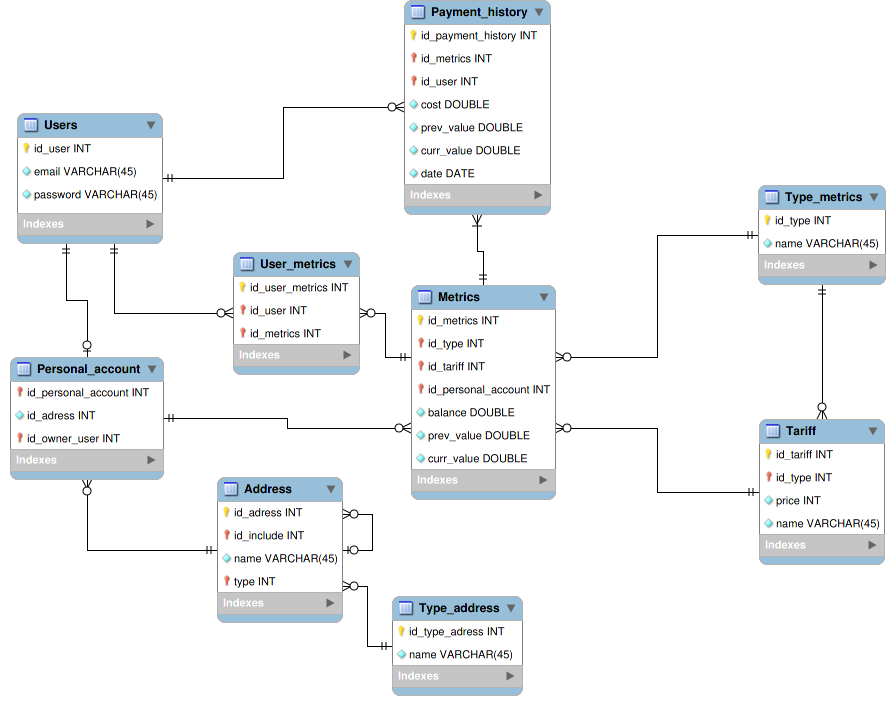 Payment_history
id_payment_history INT
id_metrics INT
id_user INT
cost DOUBLE
prev_value DOUBLE
curr_value DOUBLE
date DATE
Indexes
Users
id_user INT
email VARCHAR(45)
password VARCHAR(45)
Indexes
Type_metrics
id_type INT
name VARCHAR(45)
Indexes
User_metrics
id_user_metrics INT
id_user INT
id_metrics INT
Indexes
Metrics
id_metrics INT
id_type INT
id_tariff INT
id_personal_account INT
balance DOUBLE
prev_value DOUBLE
curr_value DOUBLE
Indexes
Personal_account
id_personal_account INT
id_adress INT
id_owner_user INT
Indexes
Tariff
id_tariff INT
id_type INT
price INT
name VARCHAR(45)
Indexes
Address
id_adress INT
id_include INT
name VARCHAR(45)
type INT
Indexes
Type_address
id_type_adress INT
name VARCHAR(45)
Indexes